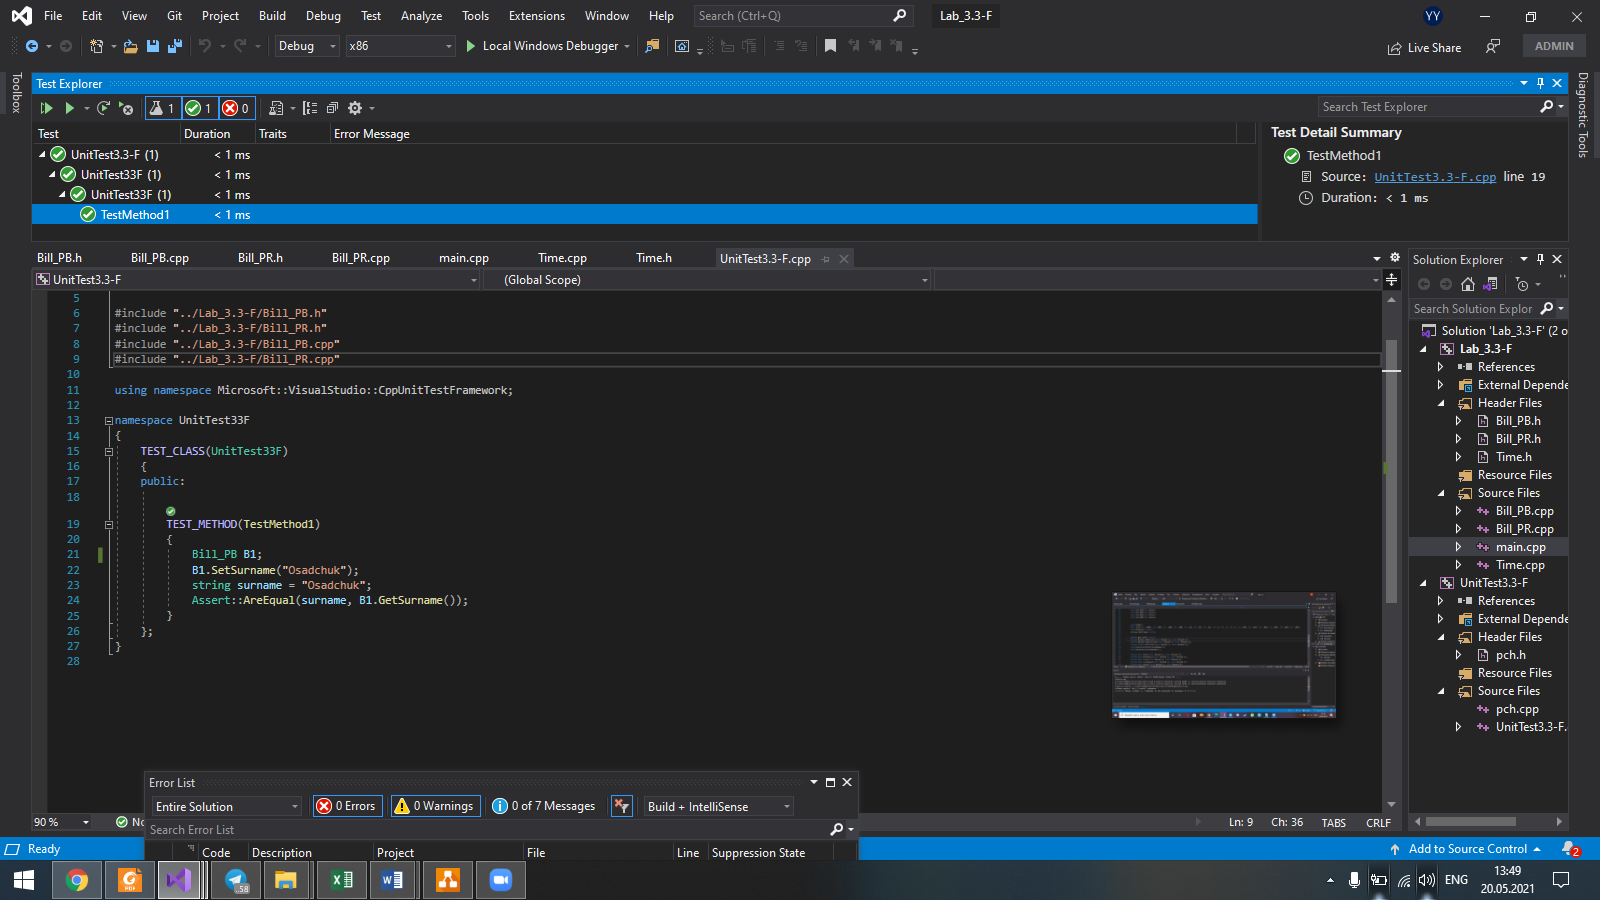 File Edit View Git Project Build Debug Test Analyze Tools Extensions Window Help Search (Ctrl+Q) Lab_3.3-F YY
Debug x86 Local Windows Debugger Live Share ADMIN
Toolbox
Test Explorer
1 1 0
Search Test Explorer
Test Duration Traits Error Message
UnitTest3.3-F (1) < 1 ms
UnitTest33F (1) < 1 ms
UnitTest33F (1) < 1 ms
TestMethod1 < 1 ms
Test Detail Summary
TestMethod1
Source: UnitTest3.3-F.cpp line 19
Duration: < 1 ms
Diagnostic Tools
Bill_PB.h Bill_PB.cpp Bill_PR.h Bill_PR.cpp main.cpp Time.cpp Time.h UnitTest3.3-F.cpp
UnitTest3.3-F (Global Scope)
5
6 #include "../Lab_3.3-F/Bill_PB.h"
7 #include "../Lab_3.3-F/Bill_PR.h"
8 #include "../Lab_3.3-F/Bill_PB.cpp"
9 #include "../Lab_3.3-F/Bill_PR.cpp"
10
11 using namespace Microsoft::VisualStudio::CppUnitTestFramework;
12
13 namespace UnitTest33F
14 {
15 TEST_CLASS(UnitTest33F)
16 {
17 public:
18
19 TEST_METHOD(TestMethod1)
20 {
21 Bill_PB B1;
22 B1.SetSurname("Osadchuk");
23 string surname = "Osadchuk";
24 Assert::AreEqual(surname, B1.GetSurname());
25 }
26 };
27 }
28
Solution Explorer
Search Solution Explor
Solution 'Lab_3.3-F' (2 o
Lab_3.3-F
References
External Depende
Header Files
Bill_PB.h
Bill_PR.h
Time.h
Resource Files
Source Files
Bill_PB.cpp
Bill_PR.cpp
main.cpp
Time.cpp
UnitTest3.3-F
References
External Depende
Header Files
pch.h
Resource Files
Source Files
pch.cpp
UnitTest3.3-F.
Error List
Entire Solution 0 Errors 0 Warnings 0 of 7 Messages Build + IntelliSense
Search Error List
Code Description Project File Line Suppression State
90 % No Ln: 9 Ch: 36 TABS CRLF
Ready Add to Source Control 2
.58 ENG 13:49
20.05.2021